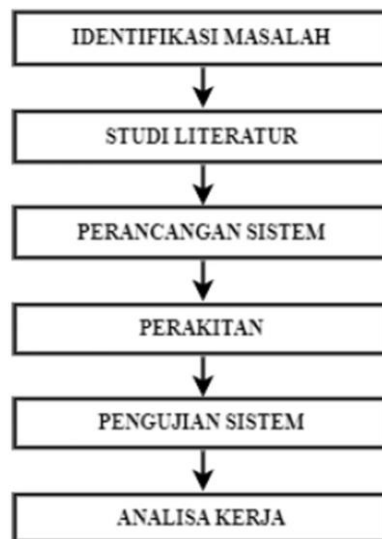 IDENTIFIKASI MASALAH
STUDI LITERATUR
PERANCANGAN SISTEM
PERAKITAN
PENGUJIAN SISTEM
ANALISA KERJA